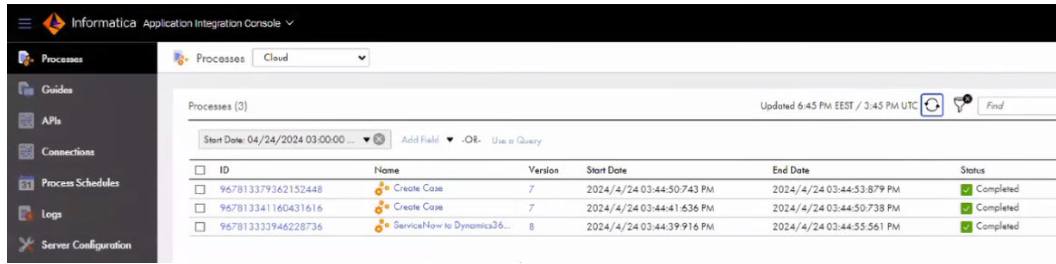 Informatica Application Integration Console
Processes
Processes Cloud
Guides
Processes (3) Updated 6:45 PM EEST / 3:45 PM UTC Find
APIs
Start Date: 04/24/2024 03:00:00 ... Add Field -OR- Use a Query
Connections
ID Name Version Start Date End Date Status
Process Schedules
967813379362152448 Create Case 7 2024/4/24 03:44:50:743 PM 2024/4/24 03:44:53:879 PM Completed
967813341160431616 Create Case 7 2024/4/24 03:44:41:636 PM 2024/4/24 03:44:50:738 PM Completed
Logs
967813333946228736 ServiceNow to Dynamics36... 8 2024/4/24 03:44:39:916 PM 2024/4/24 03:44:55:561 PM Completed
Server Configuration